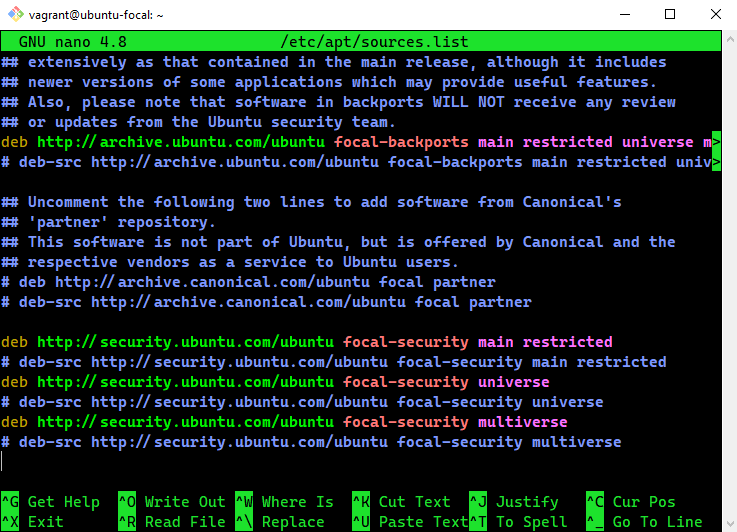 vagrant@ubuntu-focal: ~
GNU nano 4.8 /etc/apt/sources.list
## extensively as that contained in the main release, although it includes
## newer versions of some applications which may provide useful features.
## Also, please note that software in backports WILL NOT receive any review
## or updates from the Ubuntu security team.
deb http://archive.ubuntu.com/ubuntu focal-backports main restricted universe m>
# deb-src http://archive.ubuntu.com/ubuntu focal-backports main restricted univ>
## Uncomment the following two lines to add software from Canonical's
## 'partner' repository.
## This software is not part of Ubuntu, but is offered by Canonical and the
## respective vendors as a service to Ubuntu users.
# deb http://archive.canonical.com/ubuntu focal partner
# deb-src http://archive.canonical.com/ubuntu focal partner
deb http://security.ubuntu.com/ubuntu focal-security main restricted
# deb-src http://security.ubuntu.com/ubuntu focal-security main restricted
deb http://security.ubuntu.com/ubuntu focal-security universe
# deb-src http://security.ubuntu.com/ubuntu focal-security universe
deb http://security.ubuntu.com/ubuntu focal-security multiverse
# deb-src http://security.ubuntu.com/ubuntu focal-security multiverse
^G Get Help ^O Write Out ^W Where Is ^K Cut Text ^J Justify ^C Cur Pos
^X Exit ^R Read File ^\ Replace ^U Paste Text ^T To Spell ^_ Go To Line